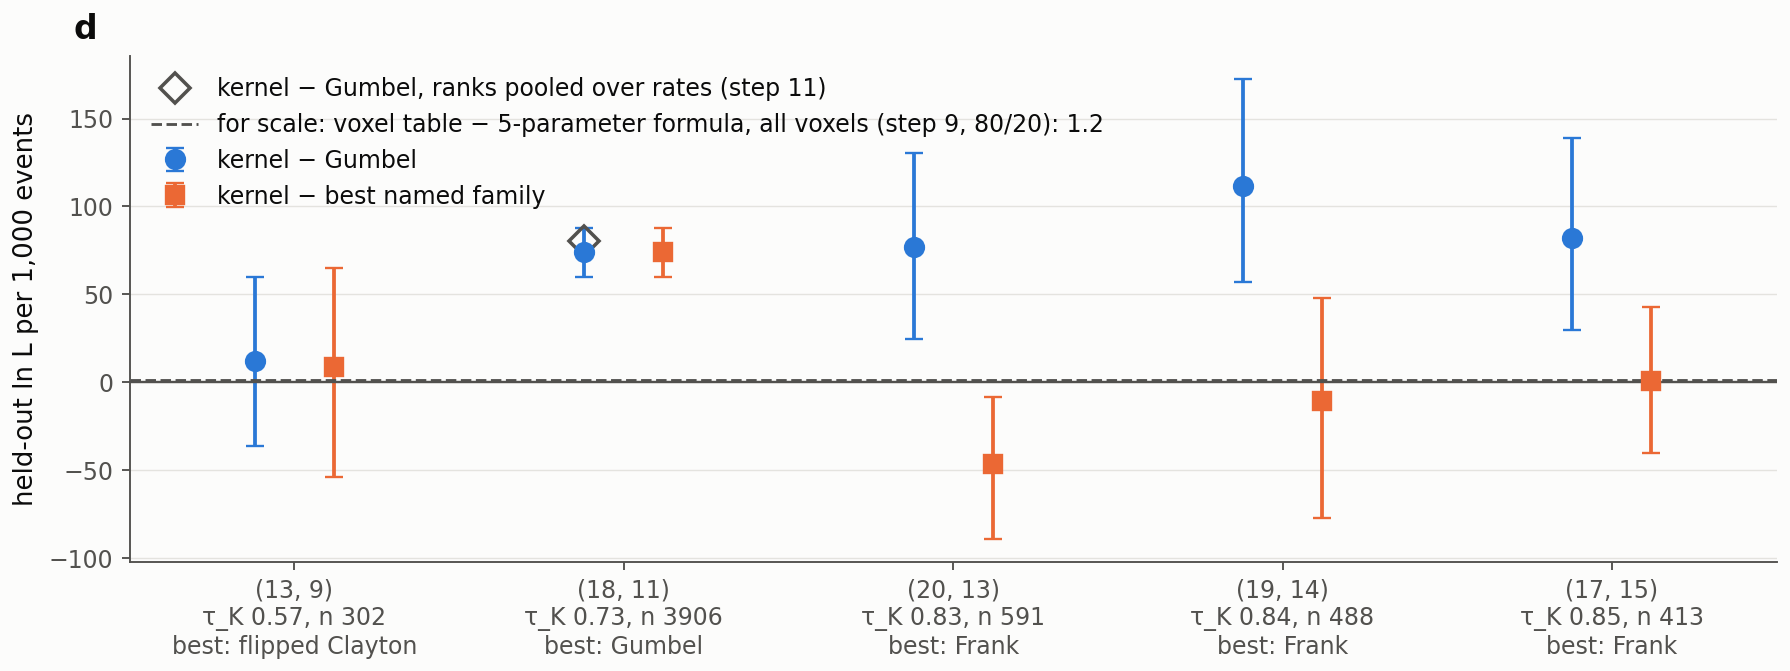 d
kernel − Gumbel, ranks pooled over rates (step 11)
for scale: voxel table − 5-parameter formula, all voxels (step 9, 80/20): 1.2
kernel − Gumbel
kernel − best named family
held-out ln L per 1,000 events
150
100
50
0
−50
−100
(13, 9)
τ_K 0.57, n 302
best: flipped Clayton
(18, 11)
τ_K 0.73, n 3906
best: Gumbel
(20, 13)
τ_K 0.83, n 591
best: Frank
(19, 14)
τ_K 0.84, n 488
best: Frank
(17, 15)
τ_K 0.85, n 413
best: Frank